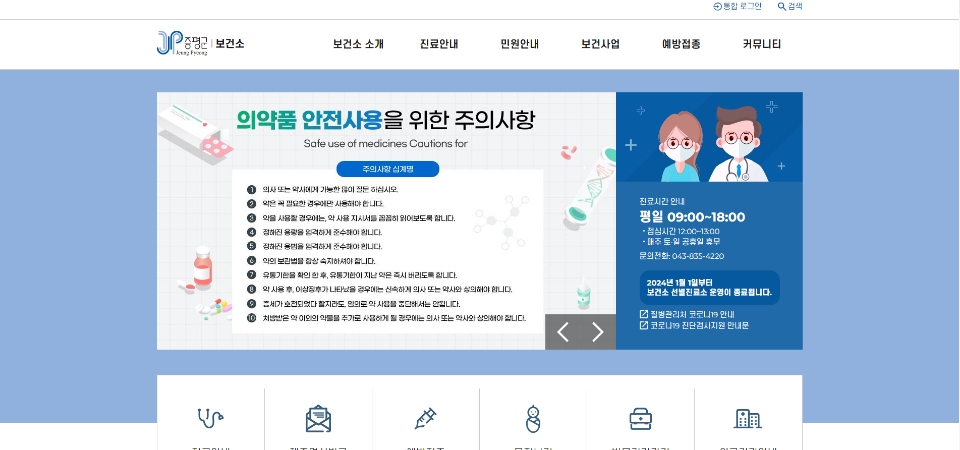 통합 로그인
검색
증평군 보건소
Jeung Pyeong
보건소 소개
진료안내
민원안내
보건사업
예방접종
커뮤니티
의약품 안전사용을 위한 주의사항
Safe use of medicines Cautions for
주의사항 십계명
1 의사 또는 약사에게 가능한 많이 질문 하십시오.
2 약은 꼭 필요한 경우에만 사용해야 합니다.
3 약을 사용할 경우에는, 약 사용 지시서를 꼼꼼히 읽어보도록 합니다.
4 정해진 용량을 엄격하게 준수해야 합니다.
5 정해진 용법을 엄격하게 준수해야 합니다.
6 약의 보관법을 항상 숙지하셔야 합니다.
7 유통기한을 확인 한 후, 유통기한이 지난 약은 즉시 버리도록 합니다.
8 약 사용 후, 이상징후가 나타났을 경우에는 신속하게 의사 또는 약사와 상의해야 합니다.
9 증세가 호전되었다 할지라도, 임의로 약 사용을 중단해서는 안됩니다.
10 처방받은 약 이외의 약물을 추가로 사용하게 될 경우에는 의사 또는 약사와 상의해야 합니다.
진료시간 안내
평일 09:00~18:00
· 점심시간 12:00~13:00
· 매주 토·일 공휴일 휴무
문의전화: 043-835-4220
2024년 1월 1일부터
보건소 선별진료소 운영이 종료됩니다.
질병관리처 코로나19 안내
코로나19 진단검사지원 안내문